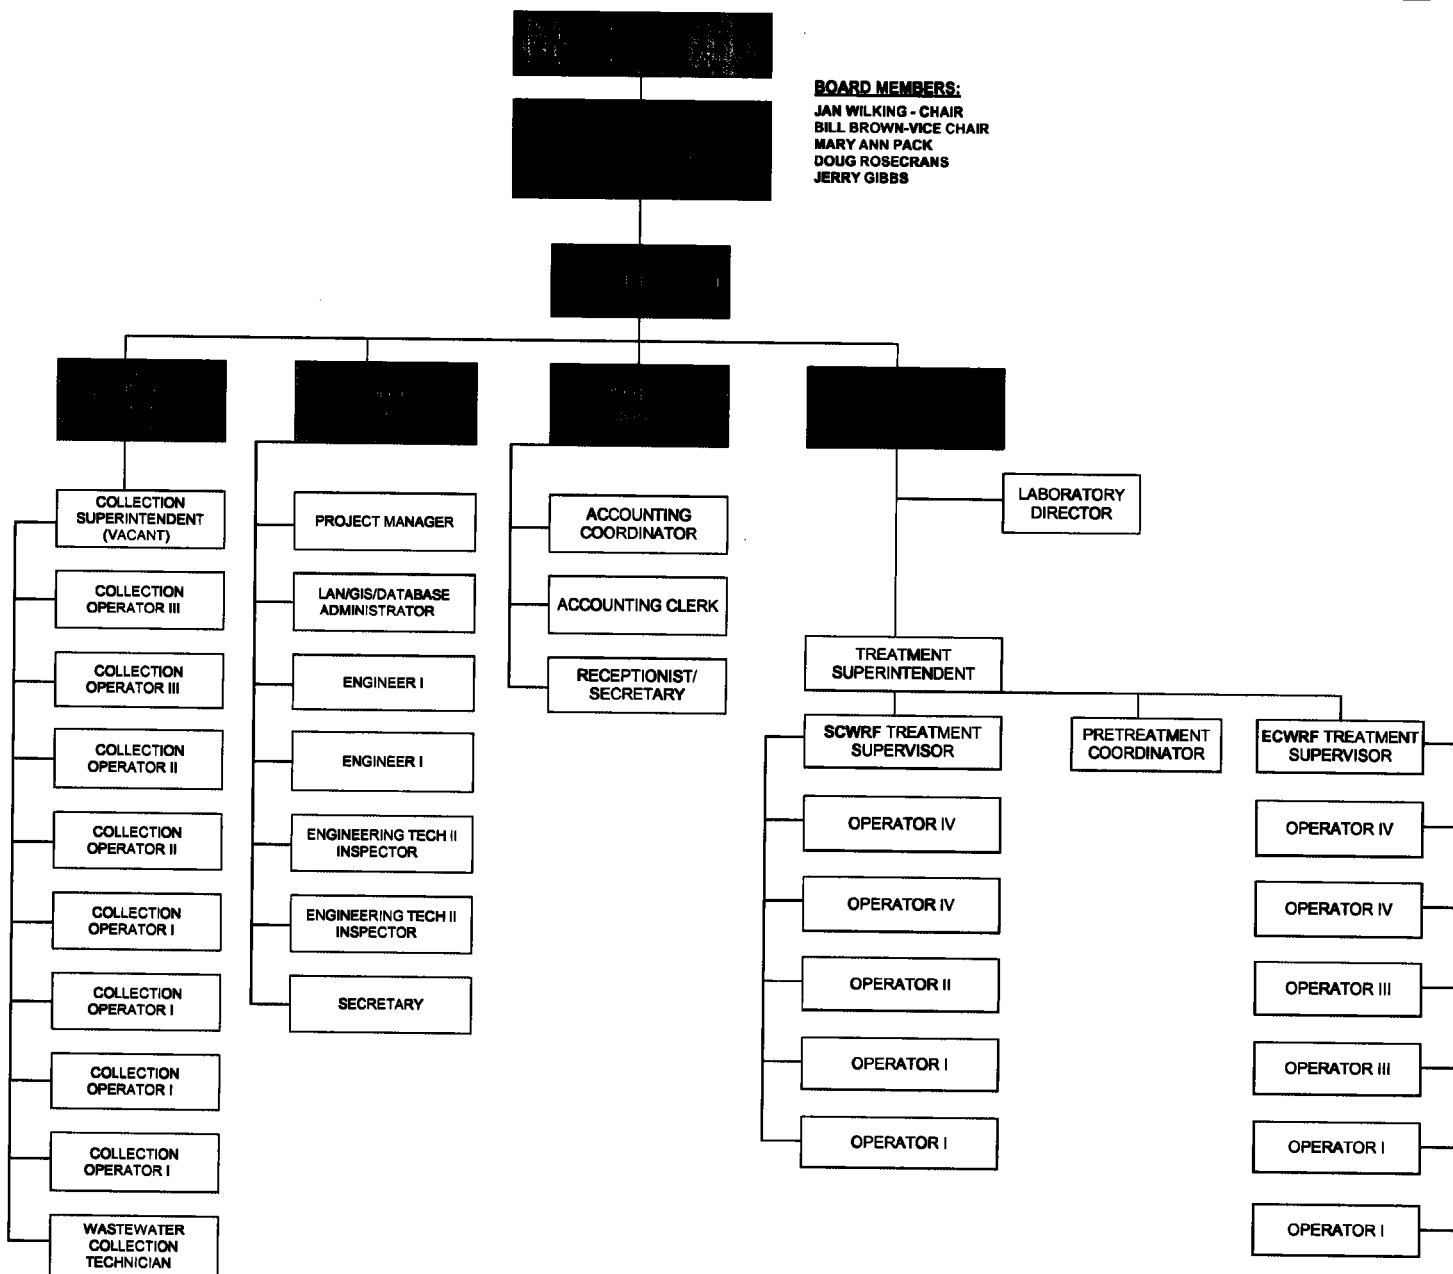 BOARD MEMBERS:
JAN WILKING - CHAIR
BILL BROWN-VICE CHAIR
MARY ANN PACK
DOUG ROSECRANS
JERRY GIBBS
COLLECTION
SUPERINTENDENT
(VACANT)
COLLECTION
OPERATOR III
COLLECTION
OPERATOR III
COLLECTION
OPERATOR II
COLLECTION
OPERATOR II
COLLECTION
OPERATOR I
COLLECTION
OPERATOR I
COLLECTION
OPERATOR I
COLLECTION
OPERATOR I
WASTEWATER
COLLECTION
TECHNICIAN
PROJECT MANAGER
LAN/GIS/DATABASE
ADMINISTRATOR
ENGINEER I
ENGINEER I
ENGINEERING TECH II
INSPECTOR
ENGINEERING TECH II
INSPECTOR
SECRETARY
ACCOUNTING
COORDINATOR
ACCOUNTING CLERK
RECEPTIONIST/
SECRETARY
LABORATORY
DIRECTOR
TREATMENT
SUPERINTENDENT
SCWRF TREATMENT
SUPERVISOR
OPERATOR IV
OPERATOR IV
OPERATOR II
OPERATOR I
OPERATOR I
PRETREATMENT
COORDINATOR
ECWRF TREATMENT
SUPERVISOR
OPERATOR IV
OPERATOR IV
OPERATOR III
OPERATOR III
OPERATOR I
OPERATOR I